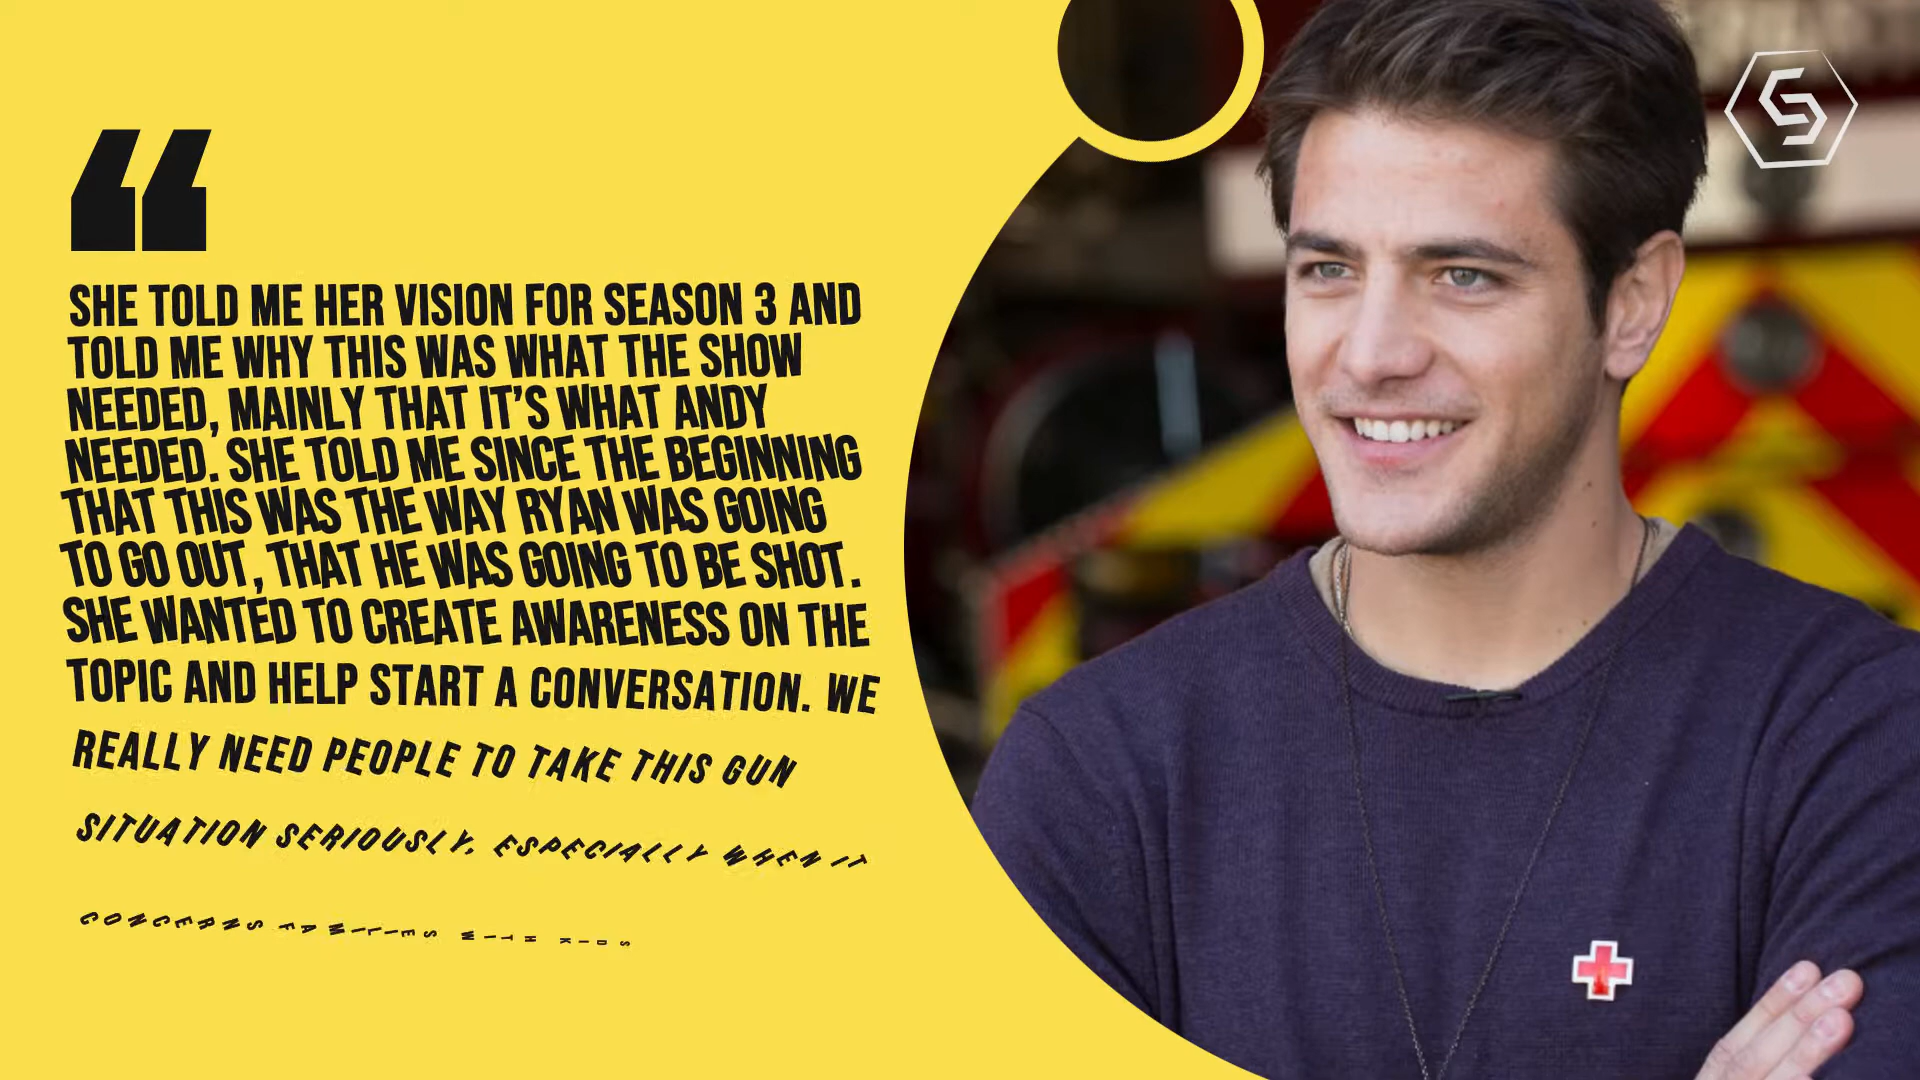 “
SHE TOLD ME HER VISION FOR SEASON 3 AND
TOLD ME WHY THIS WAS WHAT THE SHOW
NEEDED, MAINLY THAT IT’S WHAT ANDY
NEEDED. SHE TOLD ME SINCE THE BEGINNING
THAT THIS WAS THE WAY RYAN WAS GOING
TO GO OUT, THAT HE WAS GOING TO BE SHOT.
SHE WANTED TO CREATE AWARENESS ON THE
TOPIC AND HELP START A CONVERSATION. WE
REALLY NEED PEOPLE TO TAKE THIS GUN
SITUATION SERIOUSLY, ESPECIALLY WHEN IT
CONCERNS FAMILIES WITH KIDS